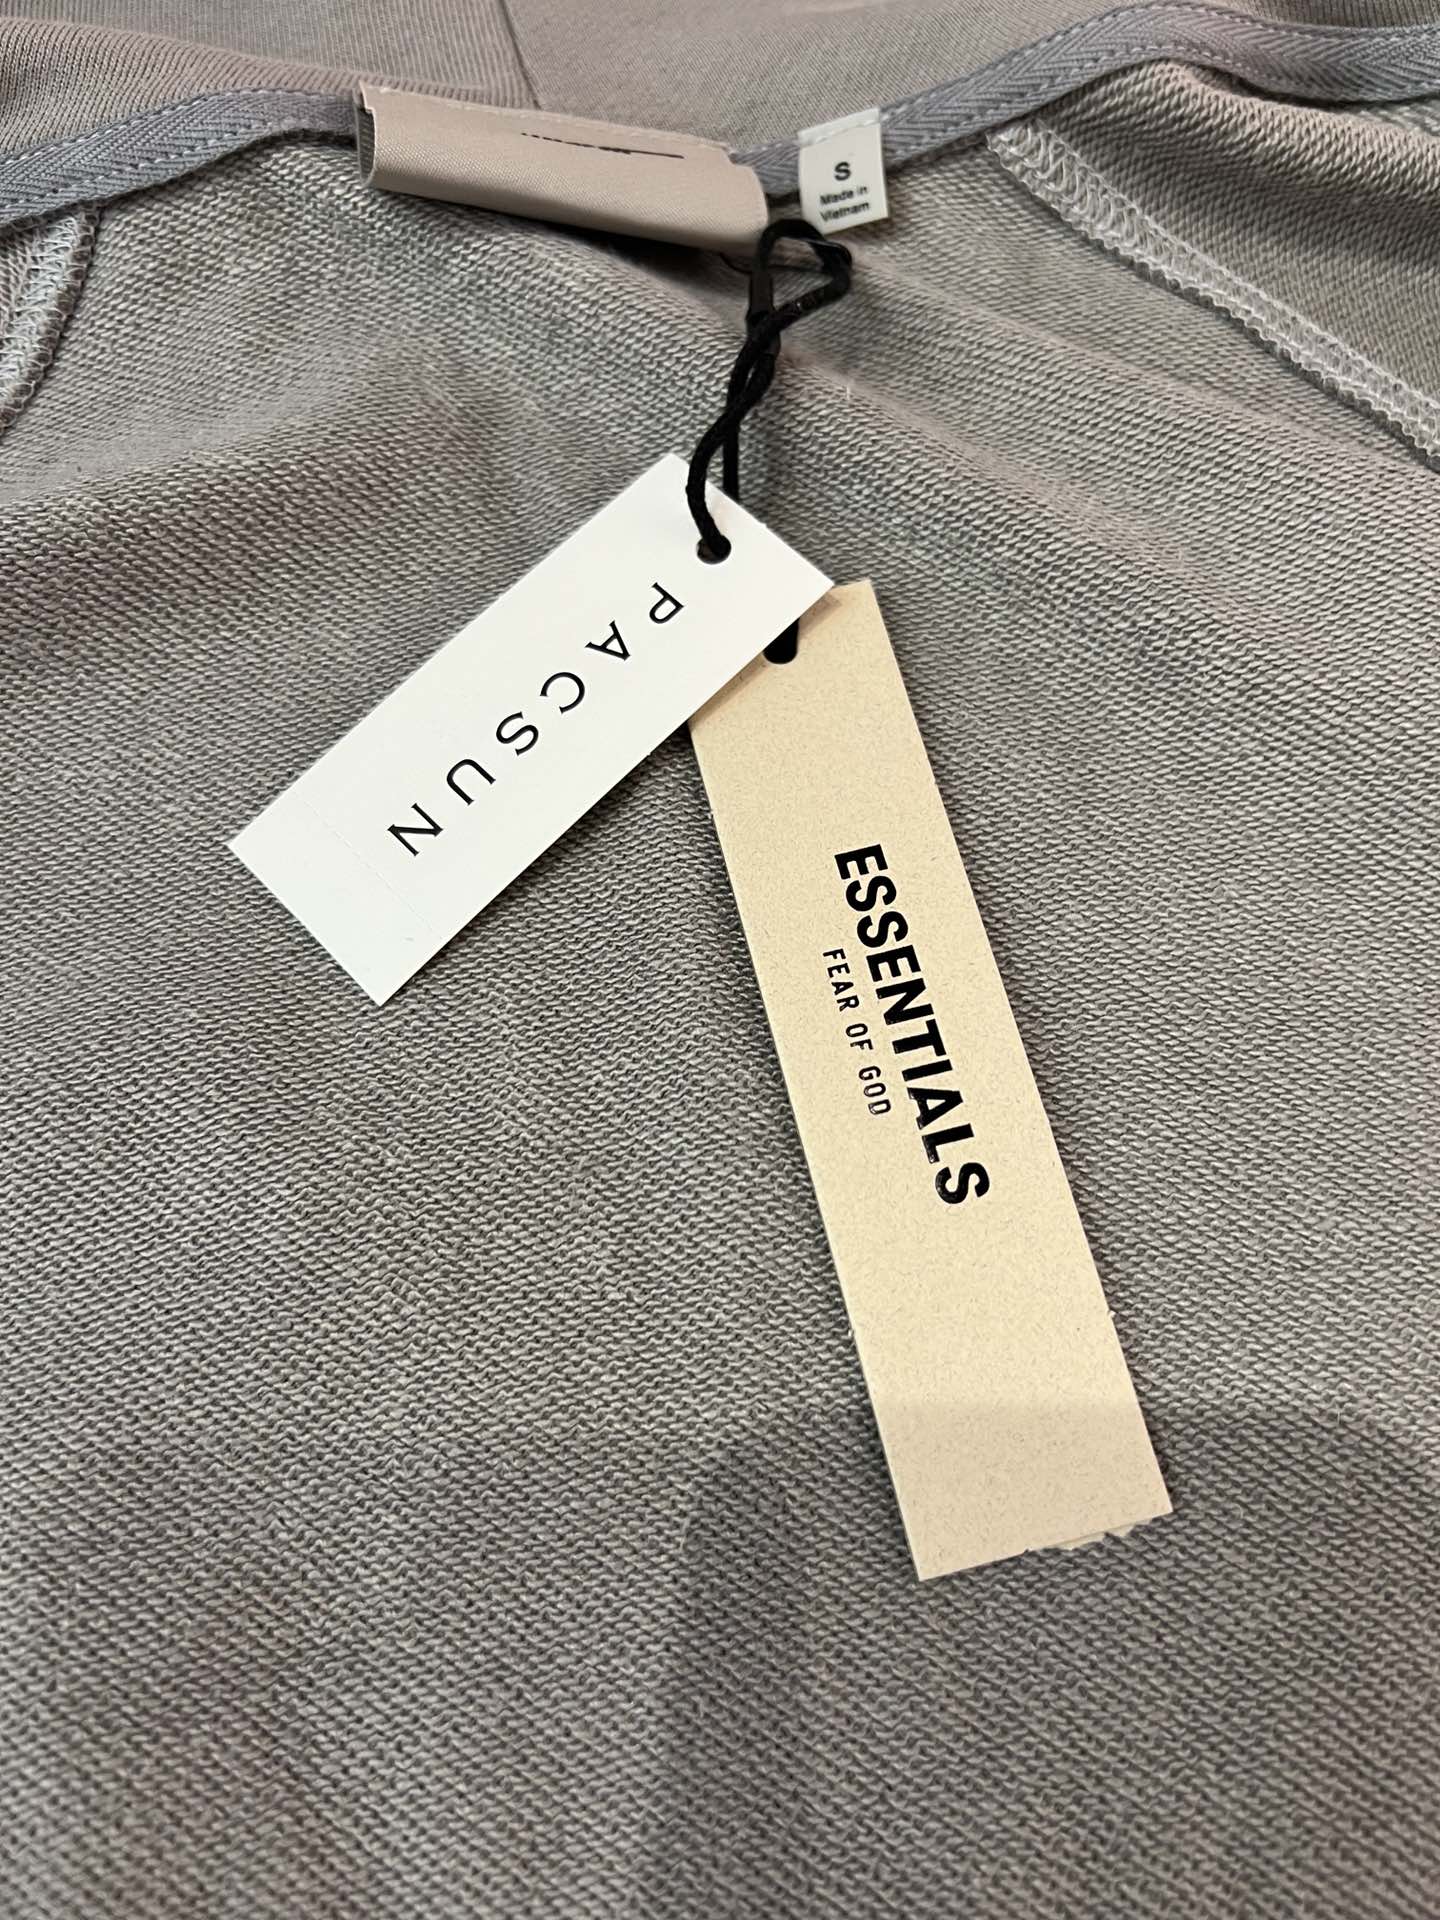 S
Made in
Vietnam
PACSUN
ESSENTIALS
FEAR OF GOD